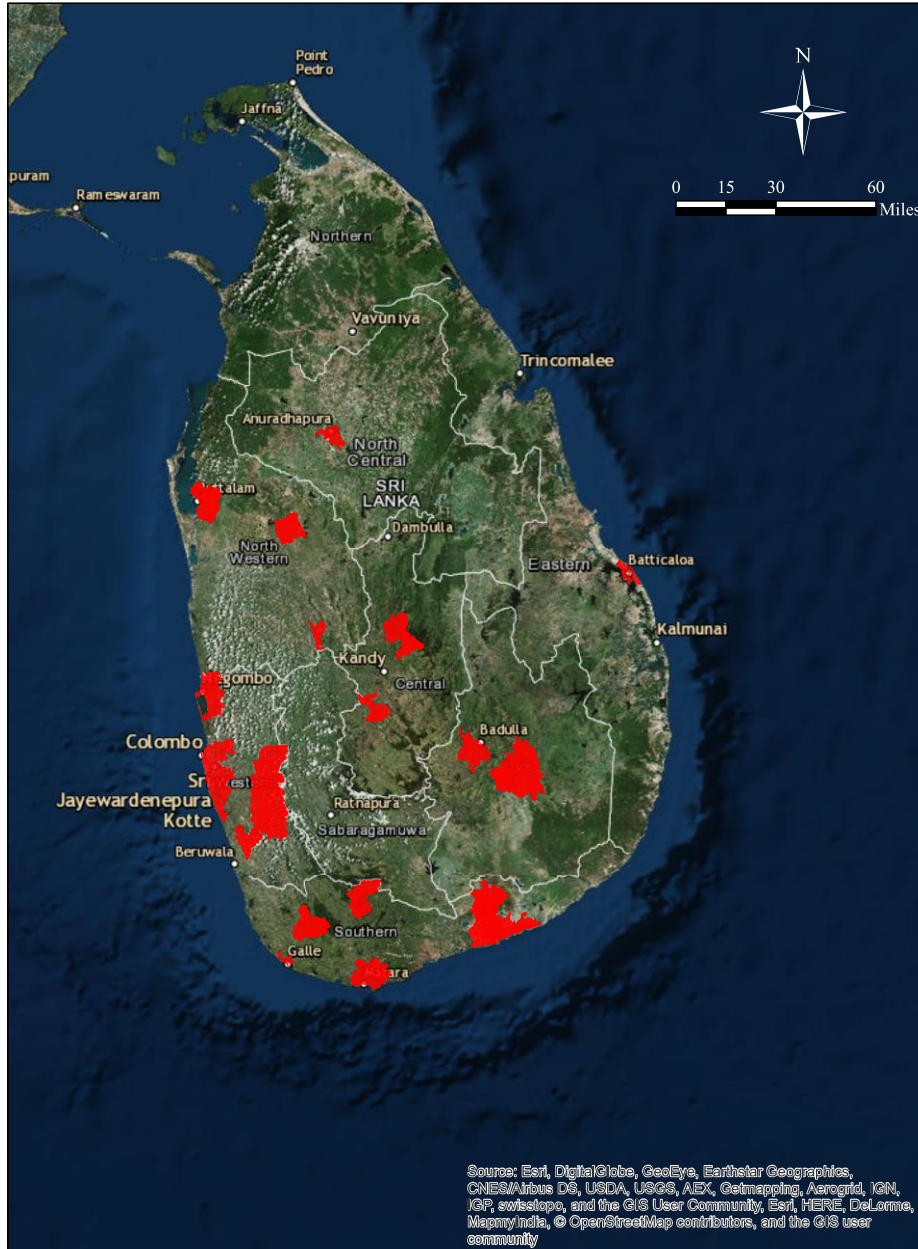 Point
Pedro
N
Jaffna
puram
Rameswaram
0 15 30 60
Miles
Northern
Vavuniya
Trincomalee
Anuradhapura
North
Central
SRI
LANKA
Dambulla
North
Western
Eastern
Batticaloa
Kalmunai
Kandy
Central
Negombo
Badulla
Colombo
Sri
Jayewardenepura
Kotte
Ratnapura
Sabaragamuwa
Beruwala
Southern
Galle
Matara
Source: Esri, DigitalGlobe, GeoEye, Earthstar Geographics,
CNES/Airbus DS, USDA, USGS, AEX, Getmapping, Aerogrid, IGN,
IGP, swisstopo, and the GIS User Community, Esri, HERE, DeLorme,
MapmyIndia, © OpenStreetMap contributors, and the GIS user
community